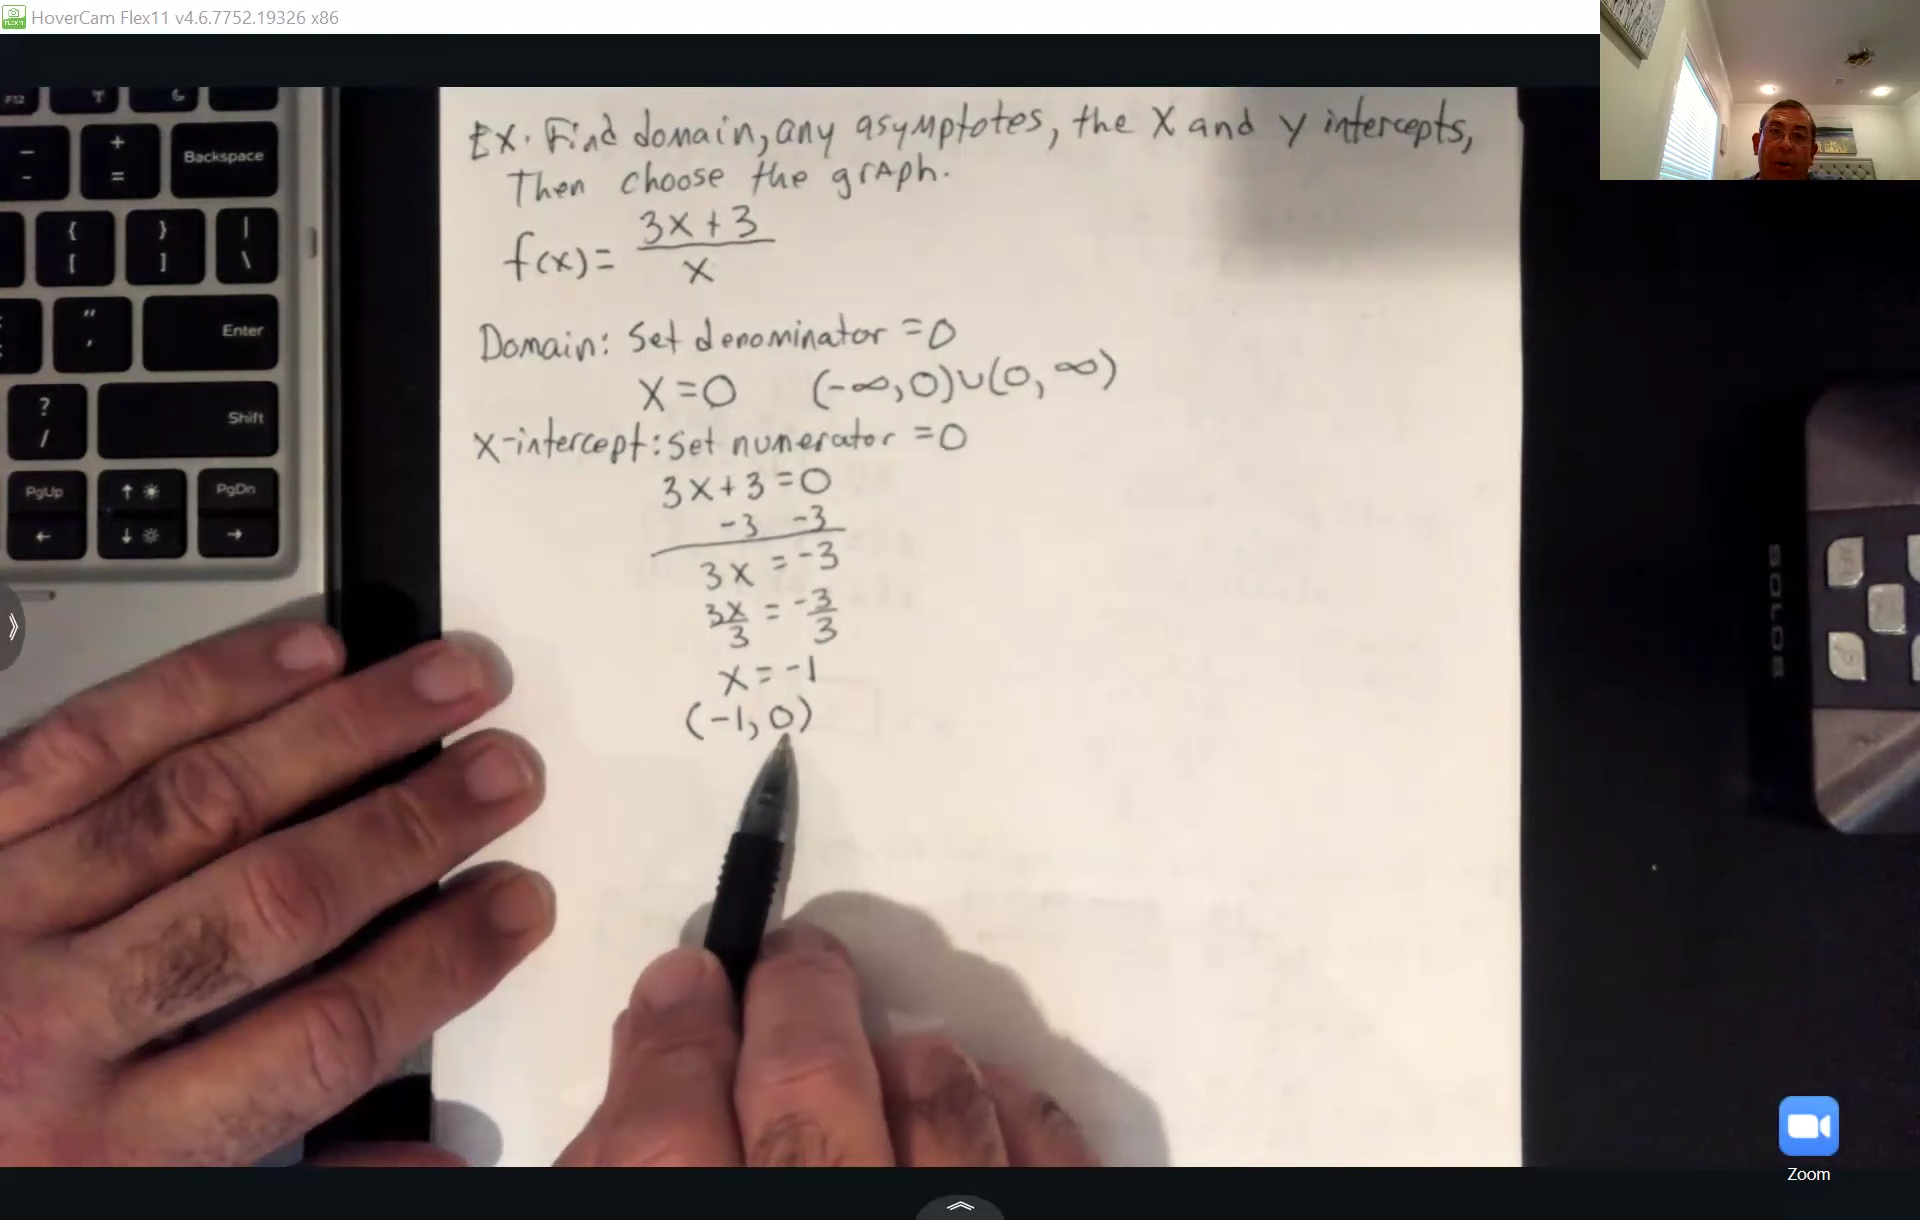 HoverCam Flex11 v4.6.7752.19326 x86
Ex. Find domain, any asymptotes, the X and y intercepts,
Then choose the graph.
f(x) = (3x+3)/x
Domain: Set denominator = 0
x = 0 (-∞, 0) ∪ (0, ∞)
X-intercept: Set numerator = 0
3x + 3 = 0
-3 -3
3x = -3
3x/3 = -3/3
x = -1
(-1, 0)
F12
+
=
-
-
Backspace
{
[
}
]
|
\
"
,
Enter
?
/
Shift
PgUp
PgDn
SOLO8
Zoom